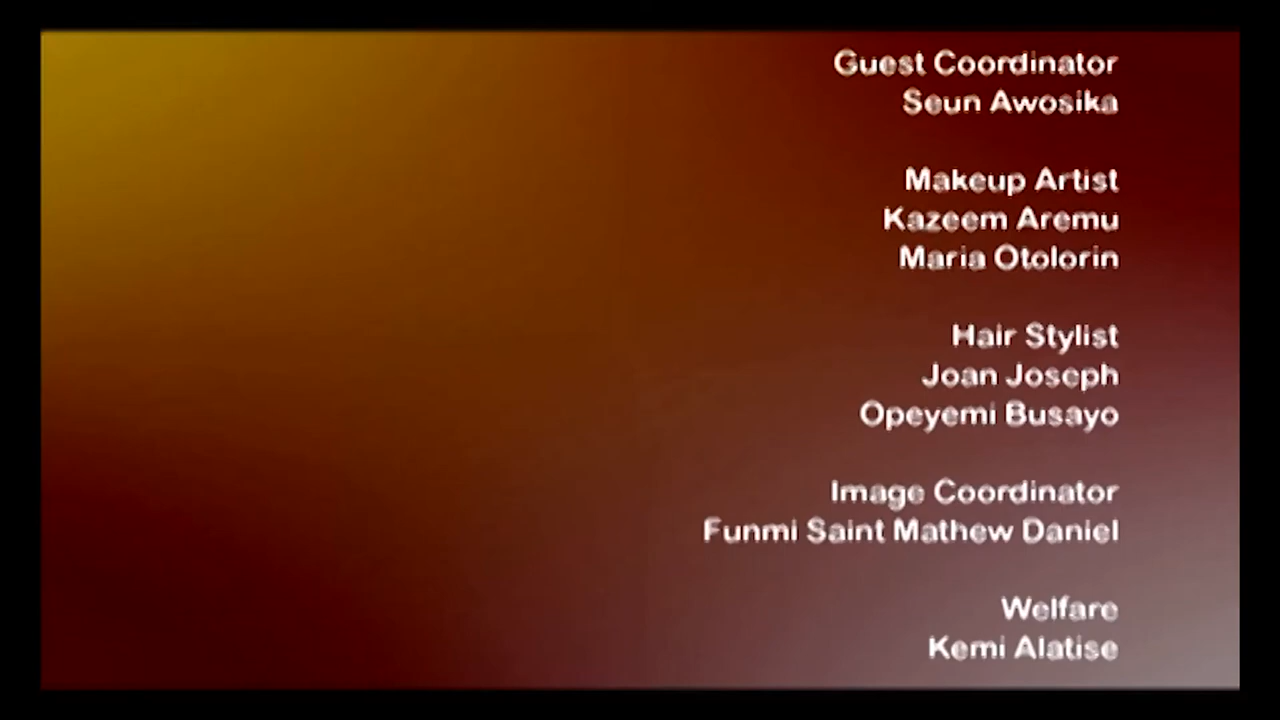 Guest Coordinator
Seun Awosika
Makeup Artist
Kazeem Aremu
Maria Otolorin
Hair Stylist
Joan Joseph
Opeyemi Busayo
Image Coordinator
Funmi Saint Mathew Daniel
Welfare
Kemi Alatise